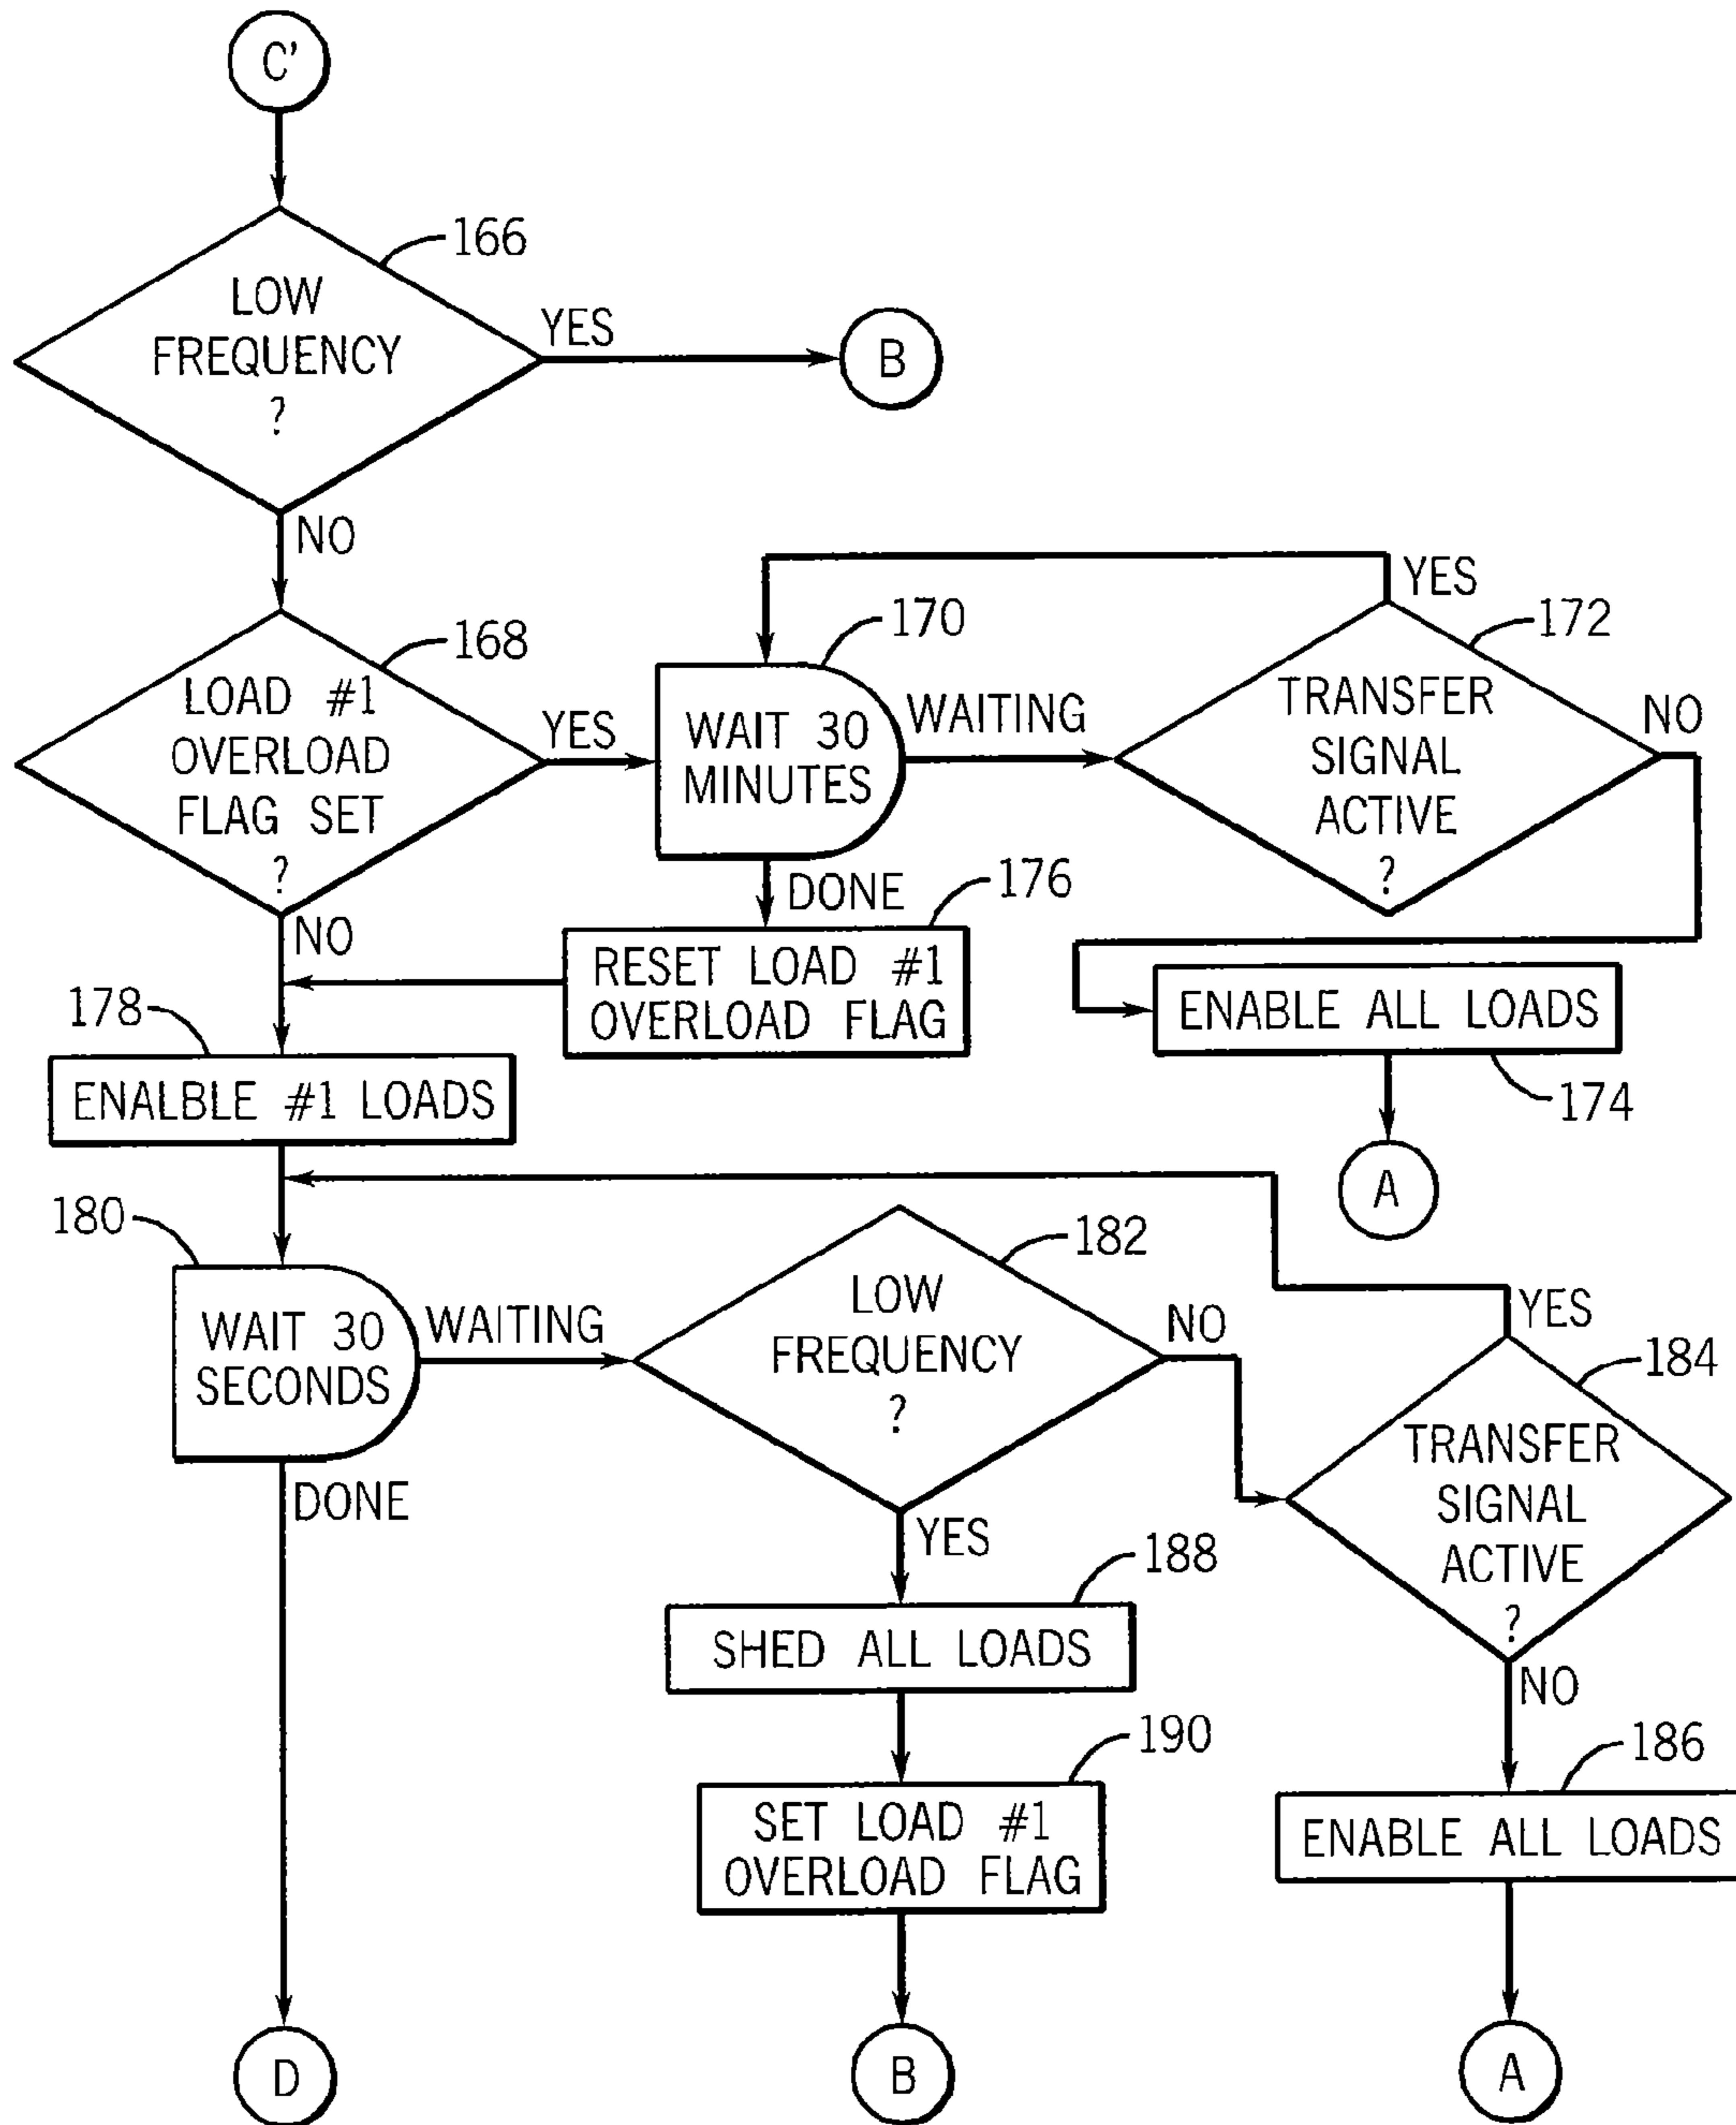 C'
166
LOW
FREQUENCY
?
YES
B
NO
168
LOAD #1
OVERLOAD
FLAG SET
?
YES
170
WAIT 30
MINUTES
WAITING
172
TRANSFER
SIGNAL
ACTIVE
?
YES
NO
DONE
176
RESET LOAD #1
OVERLOAD FLAG
NO
ENABLE ALL LOADS
174
A
178
ENALBLE #1 LOADS
180
WAIT 30
SECONDS
WAITING
182
LOW
FREQUENCY
?
NO
YES
184
TRANSFER
SIGNAL
ACTIVE
?
DONE
YES
188
SHED ALL LOADS
NO
190
SET LOAD #1
OVERLOAD FLAG
186
ENABLE ALL LOADS
D
B
A